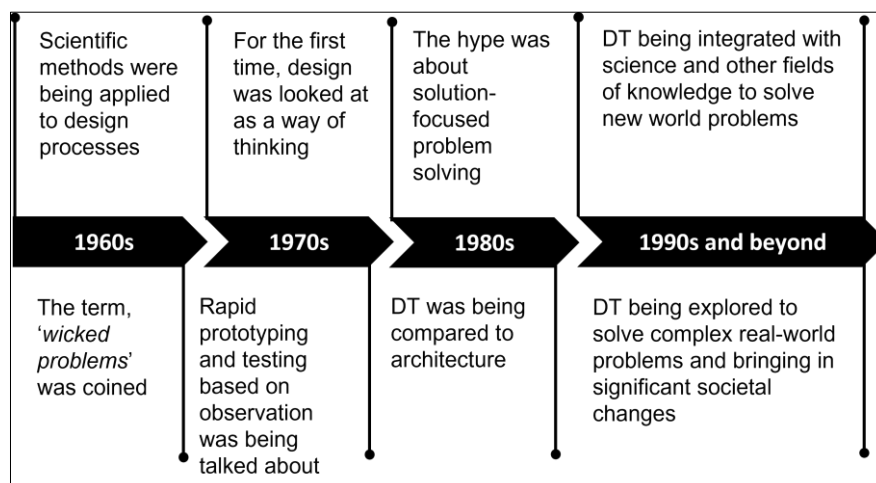 Scientific
methods were
being applied
to design
processes
For the first
time, design
was looked at
as a way of
thinking
The hype was
about
solution-
focused
problem
solving
DT being integrated with
science and other fields
of knowledge to solve
new world problems
1960s
1970s
1980s
1990s and beyond
The term,
‘wicked
problems’
was coined
Rapid
prototyping
and testing
based on
observation
was being
talked about
DT was being
compared to
architecture
DT being explored to
solve complex real-world
problems and bringing in
significant societal
changes